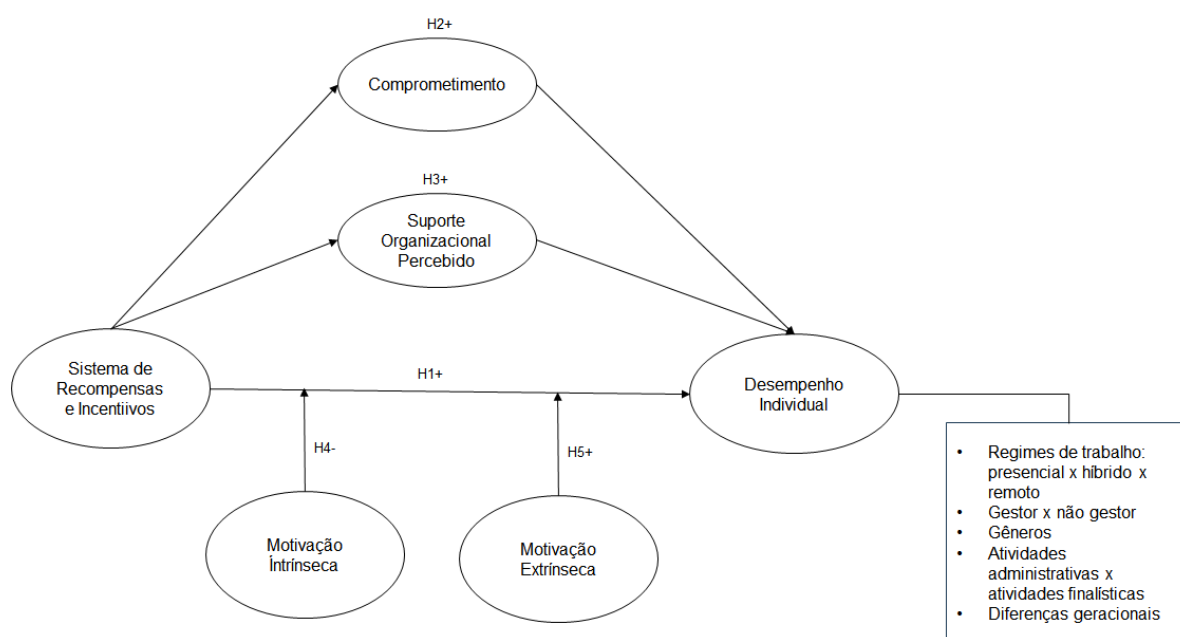 H2+
Comprometimento
H3+
Suporte
Organizacional
Percebido
Sistema de
Recompensas
e Incentiivos
H1+
Desempenho
Individual
H4-
H5+
Motivação
Íntrínseca
Motivação
Extrínseca
• Regimes de trabalho:
presencial x híbrido x
remoto
• Gestor x não gestor
• Gêneros
• Atividades
administrativas x
atividades finalísticas
• Diferenças geracionais